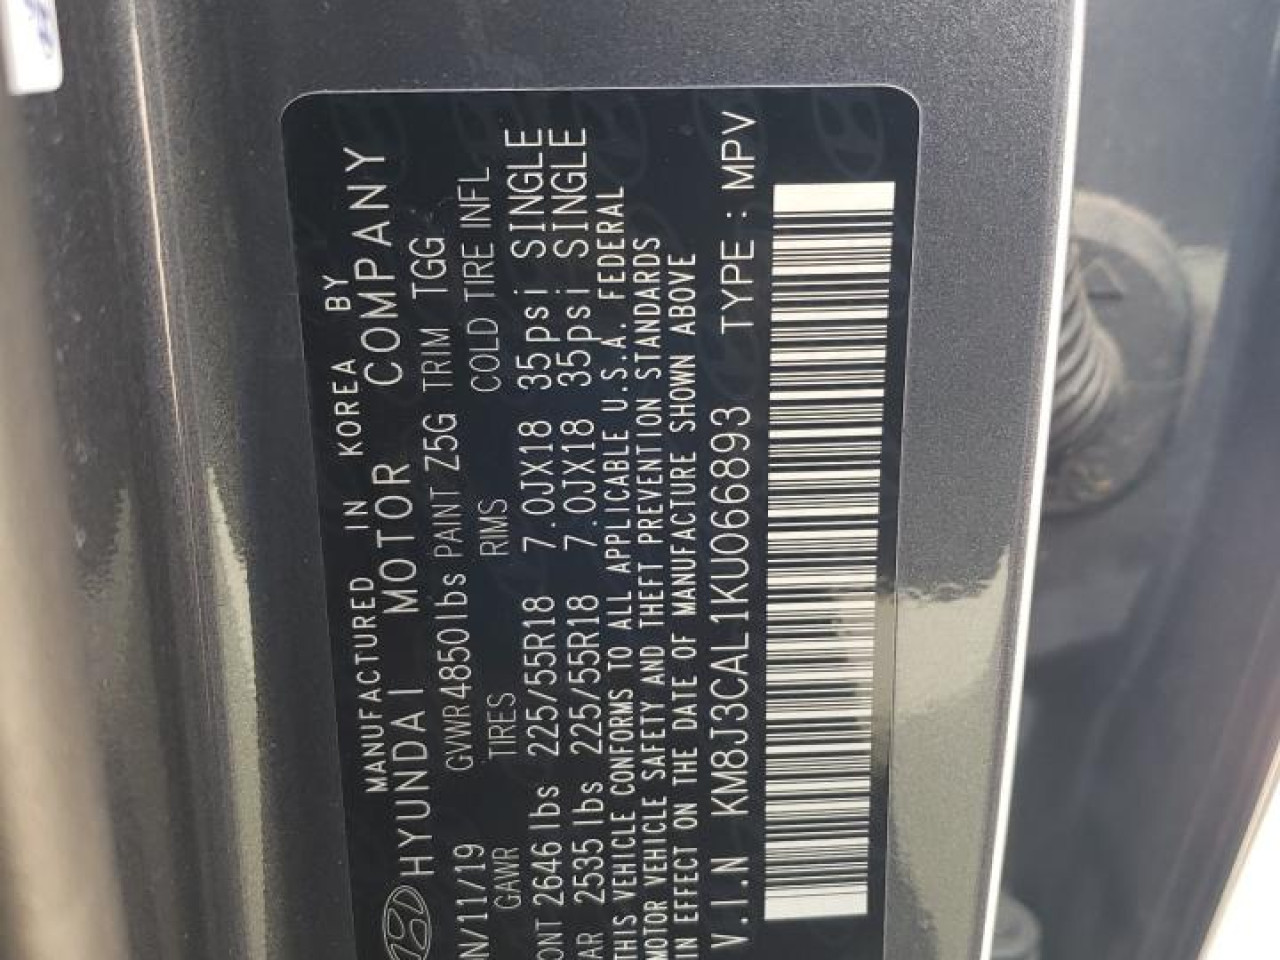 MANUFACTURED IN KOREA BY
HYUNDAI MOTOR COMPANY
N/11/19 GVWR 4850lbs PAINT Z5G TRIM TGG
GAWR TIRES RIMS COLD TIRE INFL
ONT 2646lbs 225/55R18 7.0JX18 35psi SINGLE
AR 2535lbs 225/55R18 7.0JX18 35psi SINGLE
THIS VEHICLE CONFORMS TO ALL APPLICABLE U.S.A. FEDERAL
MOTOR VEHICLE SAFETY AND THEFT PREVENTION STANDARDS
IN EFFECT ON THE DATE OF MANUFACTURE SHOWN ABOVE
V.I.N KM8J3CAL1KU066893 TYPE : MPV